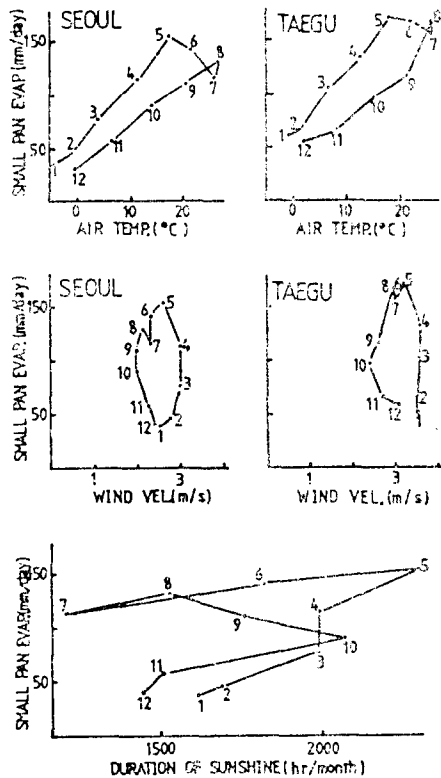 SEOUL
TAEGU
SMALL PAN EVAP. (mm/day)
150
50
1 2 3 4 5 6 7 8 9 10 11 12
1 2 3 4 5 6 7 8 9 10 11 12
0 10 20
0 10 20
AIR TEMP.(°C)
AIR TEMP.(°C)
SEOUL
TAEGU
SMALL PAN EVAP.(mm/day)
150
50
1 2 3 4 5 6 7 8 9 10 11 12
1 2 3 4 5 7 8 9 10 11 12
1 3
1 3
WIND VEL.(m/s)
WIND VEL.(m/s)
SMALL PAN EVAP.(mm/day)
150
50
1 2 3 4 5 6 7 8 9 10 11 12
1500 2000
DURATION OF SUNSHINE(hr/month)